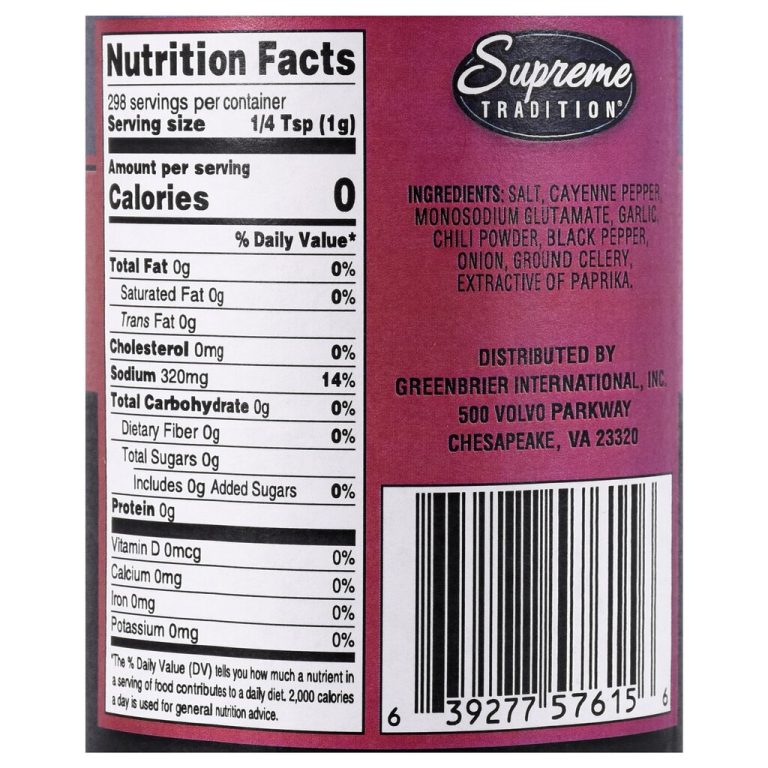 Nutrition Facts
298 servings per container
Serving size 1/4 Tsp (1g)
Amount per serving
Calories 0
% Daily Value*
Total Fat 0g 0%
Saturated Fat 0g 0%
Trans Fat 0g
Cholesterol 0mg 0%
Sodium 320mg 14%
Total Carbohydrate 0g 0%
Dietary Fiber 0g 0%
Total Sugars 0g
Includes 0g Added Sugars 0%
Protein 0g
Vitamin D 0mcg 0%
Calcium 0mg 0%
Iron 0mg 0%
Potassium 0mg 0%
*The % Daily Value (DV) tells you how much a nutrient in
a serving of food contributes to a daily diet. 2,000 calories
a day is used for general nutrition advice.
Supreme
TRADITION®
INGREDIENTS: SALT, CAYENNE PEPPER,
MONOSODIUM GLUTAMATE, GARLIC,
CHILI POWDER, BLACK PEPPER,
ONION, GROUND CELERY,
EXTRACTIVE OF PAPRIKA.
DISTRIBUTED BY
GREENBRIER INTERNATIONAL, INC.
500 VOLVO PARKWAY
CHESAPEAKE, VA 23320
6 39277 57615 6